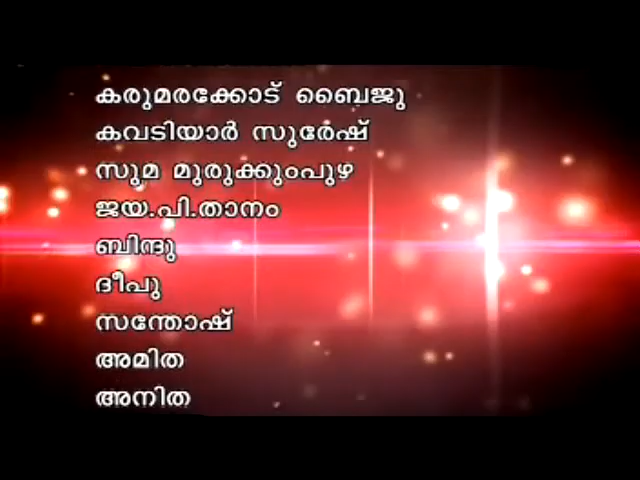 കരുമരക്കോട് ബൈജു
കവടിയാർ സുരേഷ്
സുമ മുരുക്കുംപുഴ
ജയ.പി.താനം
ബിന്ദു
ദീപു
സന്തോഷ്
അമിത
അനിത